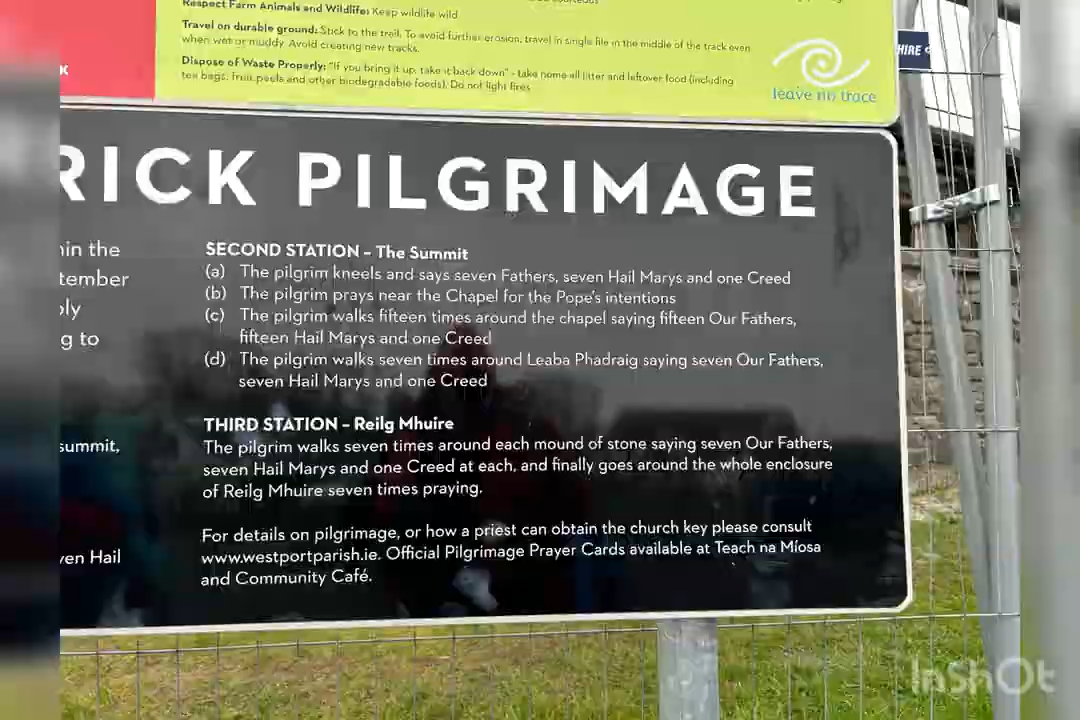 Respect Farm Animals and Wildlife: Keep wildlife wild
Travel on durable ground: Stick to the trail. To avoid further erosion, travel in single file in the middle of the track even
when wet or muddy. Avoid creating new tracks.
Dispose of Waste Properly: "If you bring it up, take it back down" - take home all litter and leftover food (including
tea bags, fruit peels and other biodegradable foods). Do not light fires
leave no trace
HIRE
K
RICK PILGRIMAGE
in the
tember
ly
g to
summit,
ven Hail
SECOND STATION – The Summit
(a) The pilgrim kneels and says seven Fathers, seven Hail Marys and one Creed
(b) The pilgrim prays near the Chapel for the Pope's intentions
(c) The pilgrim walks fifteen times around the chapel saying fifteen Our Fathers,
fifteen Hail Marys and one Creed
(d) The pilgrim walks seven times around Leaba Phadraig saying seven Our Fathers,
seven Hail Marys and one Creed
THIRD STATION – Reilg Mhuire
The pilgrim walks seven times around each mound of stone saying seven Our Fathers,
seven Hail Marys and one Creed at each, and finally goes around the whole enclosure
of Reilg Mhuire seven times praying.
For details on pilgrimage, or how a priest can obtain the church key please consult
www.westportparish.ie. Official Pilgrimage Prayer Cards available at Teach na Míosa
and Community Café.
InShOt